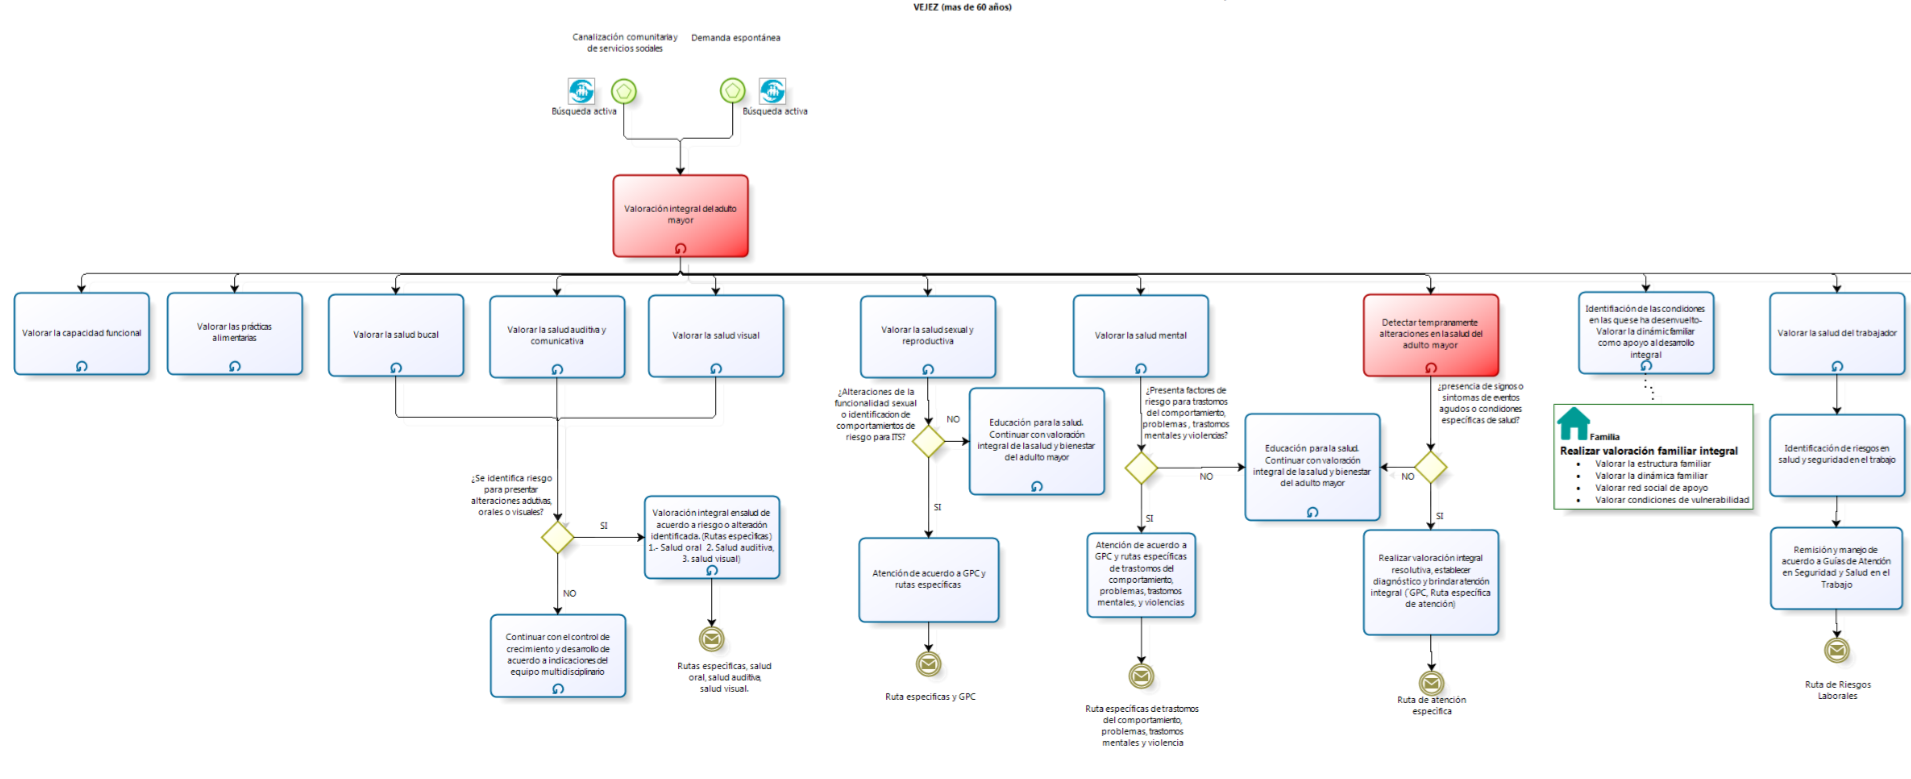 VEJEZ (mas de 60 años)
Canalización comunitaria y
de servicios sociales
Demanda espontánea
Búsqueda activa
Búsqueda activa
Valoración integral del adulto
mayor
Valorar la capacidad funcional
Valorar las prácticas
alimentarias
Valorar la salud bucal
Valorar la salud auditiva y
comunicativa
Valorar la salud visual
Valorar la salud sexual y
reproductiva
Valorar la salud mental
Detectar tempranamente
alteraciones en la salud del
adulto mayor
Identifiación de las condiciones
en las que se ha desenvuelto-
Valorar la dinámic familiar
como apoyo al desarrollo
integral
Valorar la salud del trabajador
¿Se identifica riesgo
para presentar
alteraciones adutivas,
orales o visuales?
SI
NO
Valoración integral en salud de
acuerdo a riesgo o alteración
identificada. (Rutas especificas)
1.- Salud oral 2. Salud auditiva,
3. salud visual)
Continuar con el control de
crecimiento y desarrollo de
acuerdo a indicaciones del
equipo multidisciplinario
Rutas especificas, salud
oral, salud auditiva,
salud visual.
¿Alteraciones de la
funcionalidad sexual
o identificacion de
comportamientos de
riesgo para ITS?
NO
SI
Educación para la salud.
Continuar con valoración
integral de la salud y bienestar
del adulto mayor
Atención de acuerdo a GPC y
rutas especificas
Ruta especificas y GPC
¿Presenta factores de
riesgo para trastornos
del comportamiento,
problemas , trastornos
mentales y violencias?
NO
SI
Educación para la salud.
Continuar con valoración
integral de la salud y bienestar
del adulto mayor
Atención de acuerdo a
GPC y rutas específicas
de trastornos del
comportamiento,
problemas, trastornos
mentales, y violencias
Ruta específicas de trastornos
del comportamiento,
problemas, trastornos
mentales y violencia
¿presencia de signos o
sintomas de eventos
agudos o condiciones
específicas de salud?
NO
SI
Realizar valoración integral
resolutiva, establecer
diagnóstico y brindar atención
integral (´GPC, Ruta específica
de atención)
Ruta de atención
específica
Familia
Realizar valoración familiar integral
• Valorar la estructura familiar
• Valorar la dinámica familiar
• Valorar red social de apoyo
• Valorar condiciones de vulnerabilidad
Identificación de riesgos en
salud y seguridad en el trabajo
Remisión y manejo de
acuerdo a Guías de Atención
en Seguridad y Salud en el
Trabajo
Ruta de Riesgos
Laborales